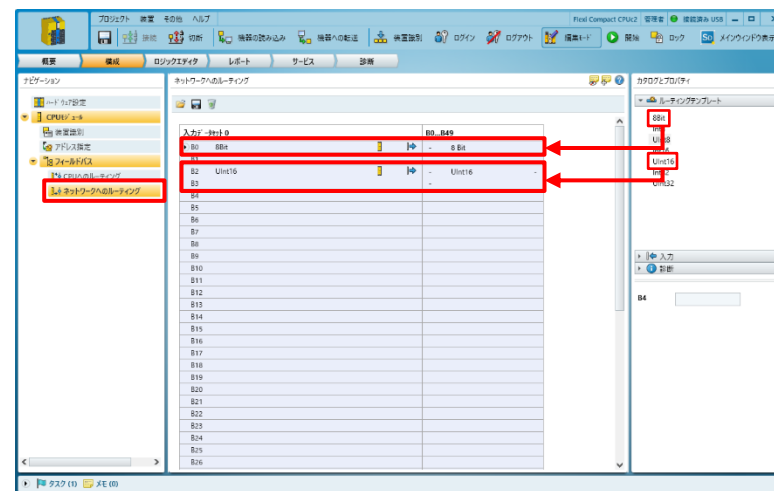 プロジェクト 装置 その他 ヘルプ
Flexi Compact CPUc2 管理者 接続済み USB
接続 切断 機器の読み込み 機器への転送 装置識別 ログイン ログアウト 編集モード 開始 ロック メインウィンドウ表示
概要 構成 ロジックエディタ レポート サービス 診断
ナビゲーション
ハードウェア設定
CPUモジュール
装置識別
アドレス指定
フィールドバス
CPUへのルーティング
ネットワークへのルーティング
ネットワークへのルーティング
入力データセット 0 B0...B49
B0 8Bit - 8 Bit
B1
B2 UInt16 - UInt16 -
B3 -
B4
B5
B6
B7
B8
B9
B10
B11
B12
B13
B14
B15
B16
B17
B18
B19
B20
B21
B22
B23
B24
B25
B26
カタログとプロパティ
ルーティングテンプレート
8Bit
UInt16
UInt32
入力
診断
B4
タスク (1) メモ (0)